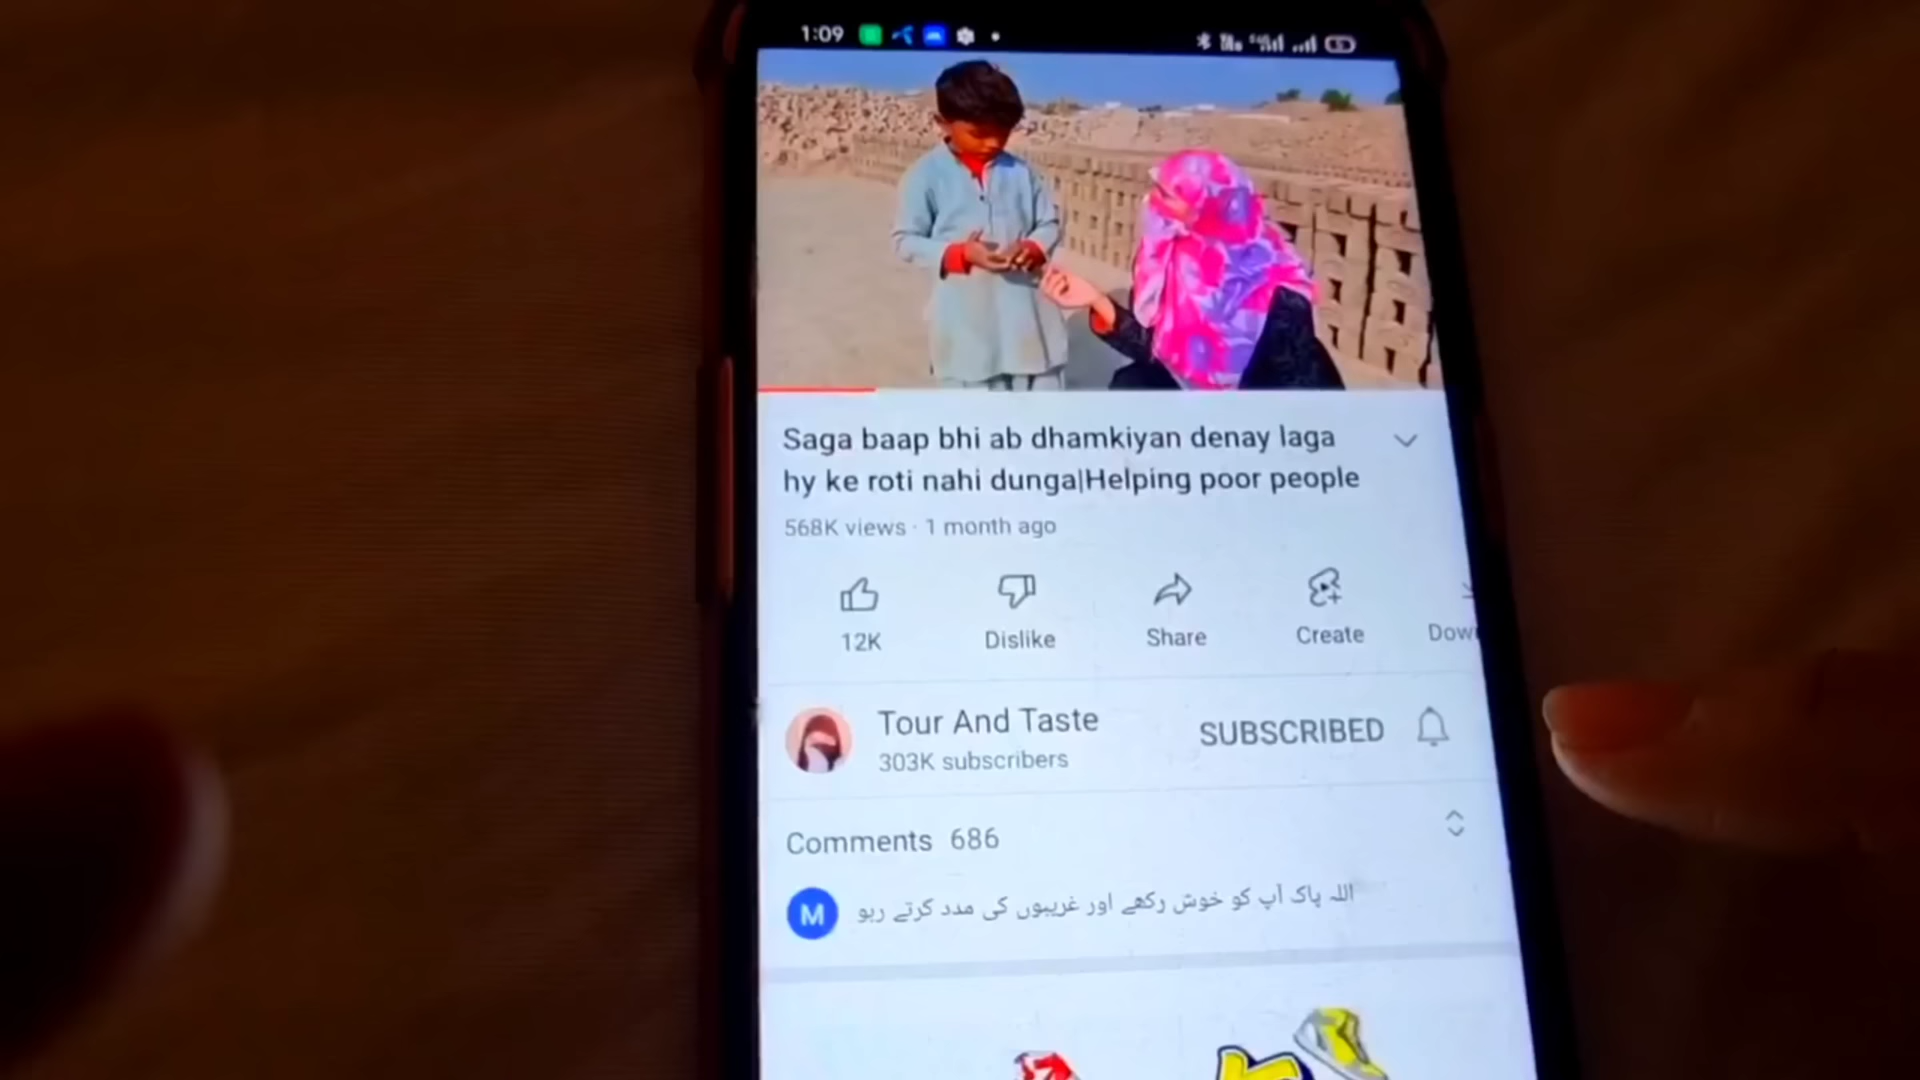 1:09
Saga baap bhi ab dhamkiyan denay laga
hy ke roti nahi dunga|Helping poor people
568K views · 1 month ago
12K
Dislike
Share
Create
Dow
Tour And Taste
303K subscribers
SUBSCRIBED
Comments 686
M
اللہ پاک آپ کو خوش رکھے اور غریبوں کی مدد کرتے رہو